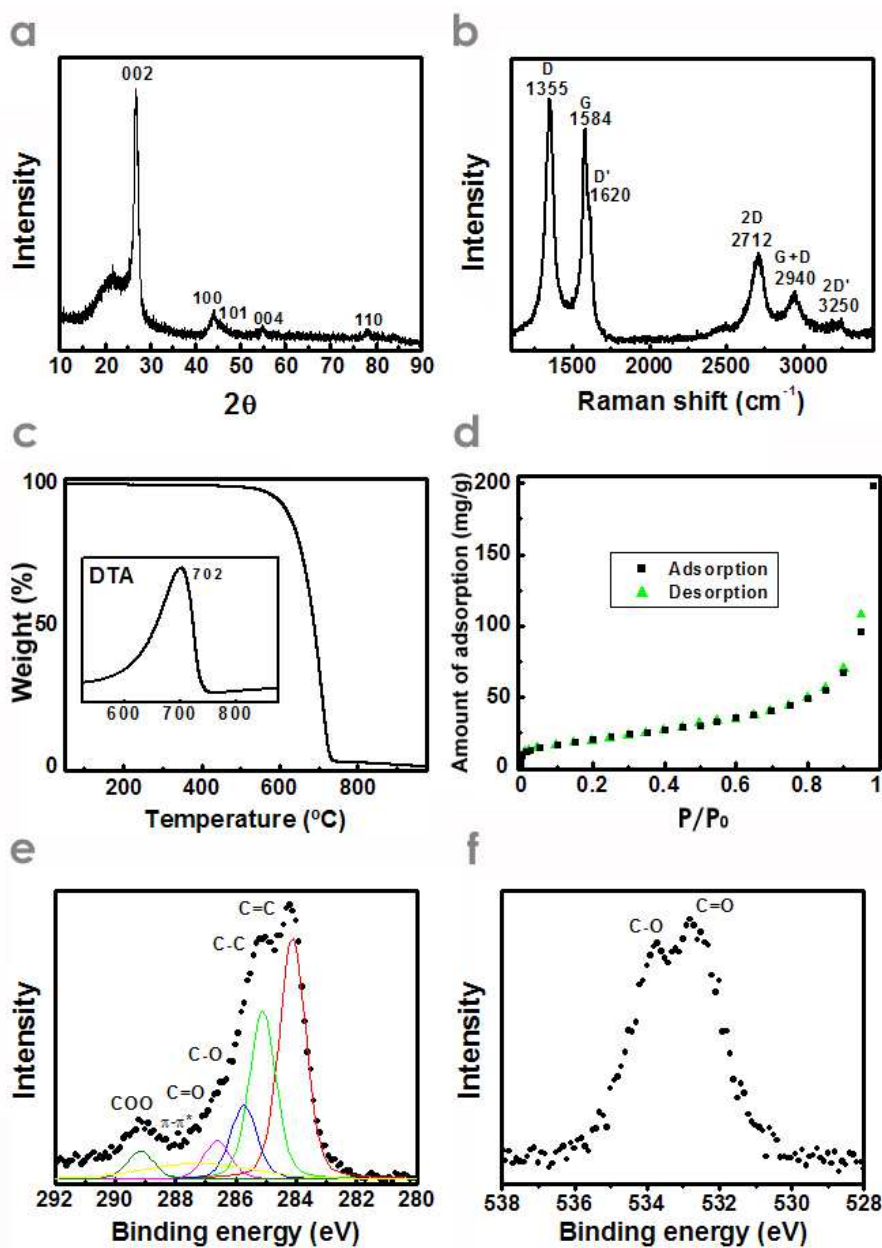 a
002
100
101
004
110
Intensity
10 20 30 40 50 60 70 80 90
2θ
b
D
1355
G
1584
D'
1620
2D
2712
G+D
2940
2D'
3250
Intensity
1500 2000 2500 3000
Raman shift (cm-1)
c
100
50
0
Weight (%)
DTA
702
600 700 800
200 400 600 800
Temperature (ºC)
d
200
150
100
50
0
Amount of adsorption (mg/g)
Adsorption
Desorption
0 0.2 0.4 0.6 0.8 1
P/P0
e
C=C
C-C
C-O
C=O
π-π*
COO
Intensity
292 290 288 286 284 282 280
Binding energy (eV)
f
C-O
C=O
Intensity
538 536 534 532 530 528
Binding energy (eV)